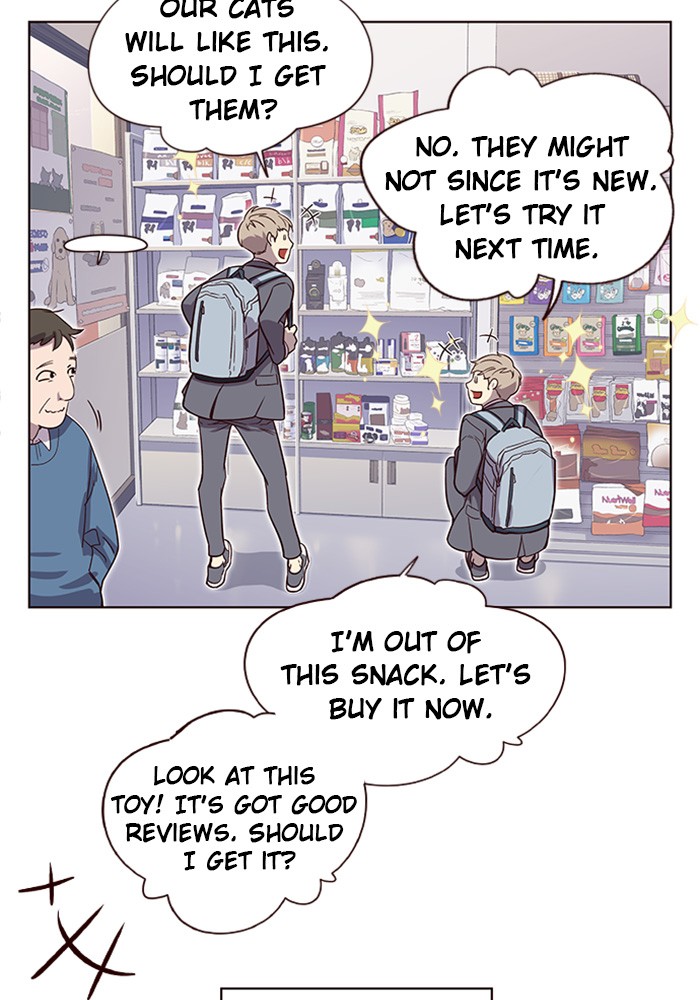 OUR CATS
WILL LIKE THIS.
SHOULD I GET
THEM?
NO. THEY MIGHT
NOT SINCE IT'S NEW.
LET'S TRY IT
NEXT TIME.
NutriWell
I'M OUT OF
THIS SNACK. LET'S
BUY IT NOW.
LOOK AT THIS
TOY! IT'S GOT GOOD
REVIEWS. SHOULD
I GET IT?